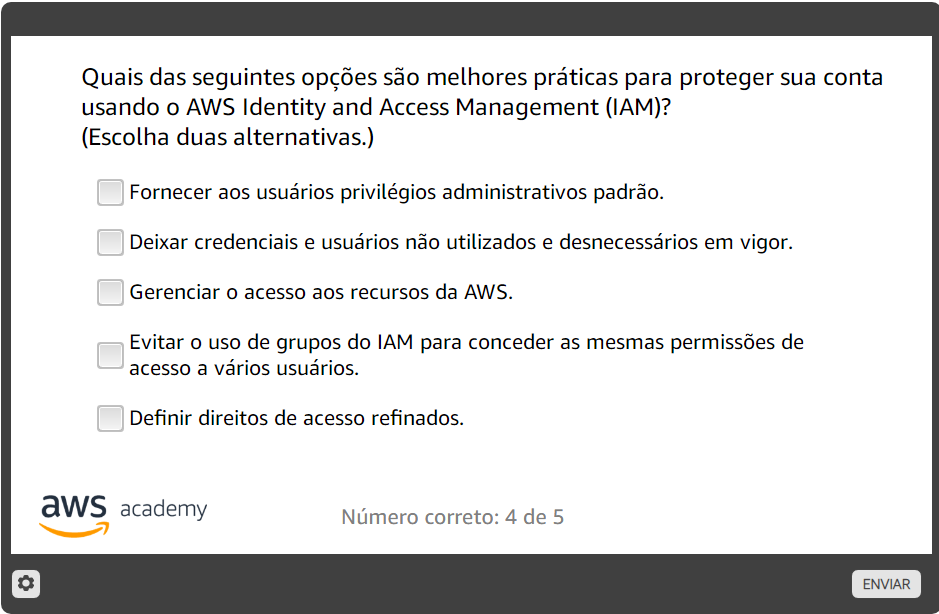 Quais das seguintes opções são melhores práticas para proteger sua conta
usando o AWS Identity and Access Management (IAM)?
(Escolha duas alternativas.)
Fornecer aos usuários privilégios administrativos padrão.
Deixar credenciais e usuários não utilizados e desnecessários em vigor.
Gerenciar o acesso aos recursos da AWS.
Evitar o uso de grupos do IAM para conceder as mesmas permissões de
acesso a vários usuários.
Definir direitos de acesso refinados.
aws academy
Número correto: 4 de 5
ENVIAR